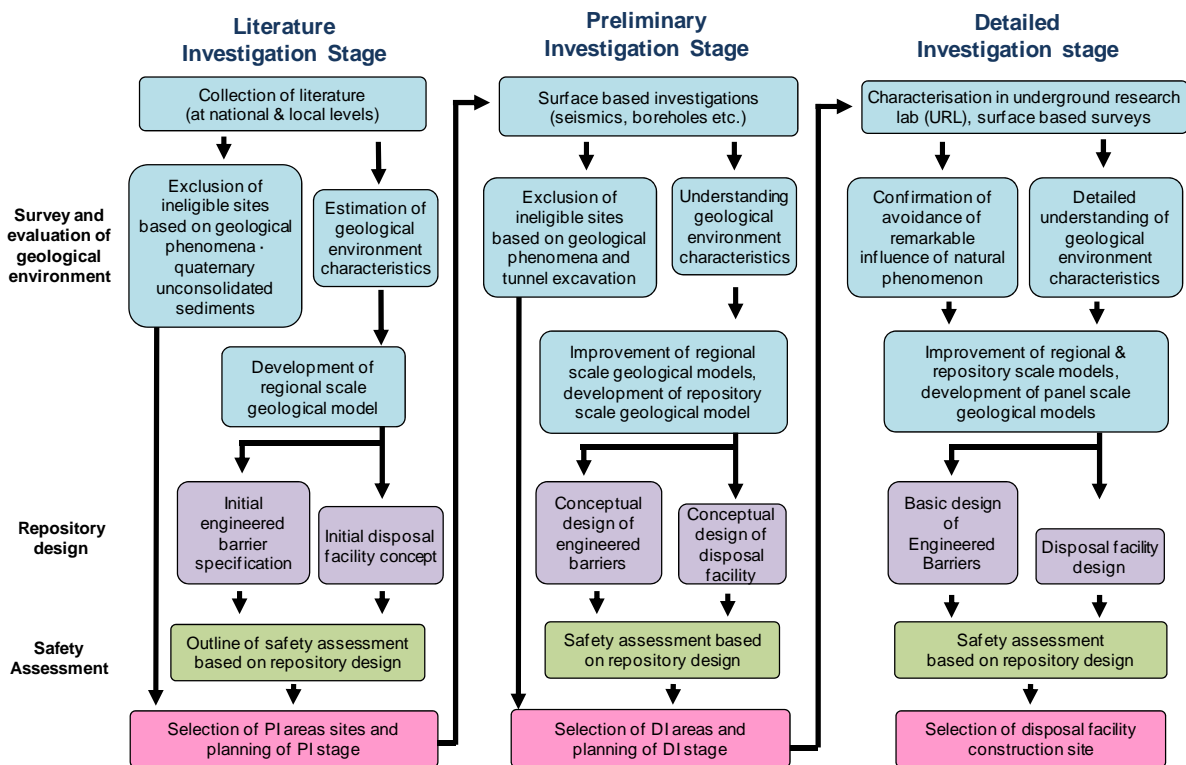 Literature
Investigation Stage
Preliminary
Investigation Stage
Detailed
Investigation stage
Survey and
evaluation of
geological
environment
Repository
design
Safety
Assessment
Collection of literature
(at national & local levels)
Exclusion of
ineligible sites
based on geological
phenomena ·
quaternary
unconsolidated
sediments
Estimation of
geological
environment
characteristics
Development of
regional scale
geological model
Initial
engineered
barrier
specification
Initial disposal
facility concept
Outline of safety assessment
based on repository design
Selection of PI areas sites and
planning of PI stage
Surface based investigations
(seismics, boreholes etc.)
Exclusion of
ineligible sites
based on geological
phenomena and
tunnel excavation
Understanding
geological
environment
characteristics
Improvement of regional
scale geological models,
development of repository
scale geological model
Conceptual
design of
engineered
barriers
Conceptual
design of
disposal
facility
Safety assessment based
on repository design
Selection of DI areas and
planning of DI stage
Characterisation in underground research
lab (URL), surface based surveys
Confirmation of
avoidance of
remarkable
influence of natural
phenomenon
Detailed
understanding of
geological
environment
characteristics
Improvement of regional &
repository scale models,
development of panel scale
geological models
Basic design
of
Engineered
Barriers
Disposal facility
design
Safety assessment
based on repository design
Selection of disposal facility
construction site